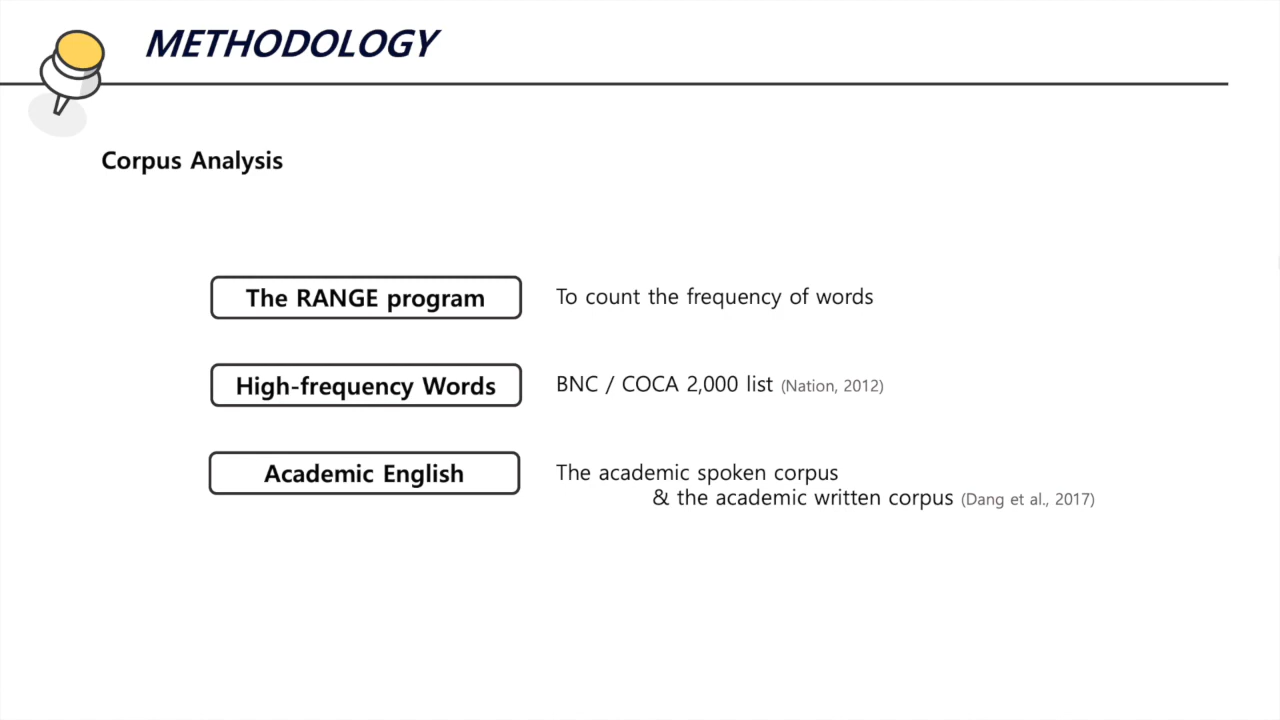 METHODOLOGY
Corpus Analysis
The RANGE program
To count the frequency of words
High-frequency Words
BNC / COCA 2,000 list (Nation, 2012)
Academic English
The academic spoken corpus
& the academic written corpus (Dang et al., 2017)